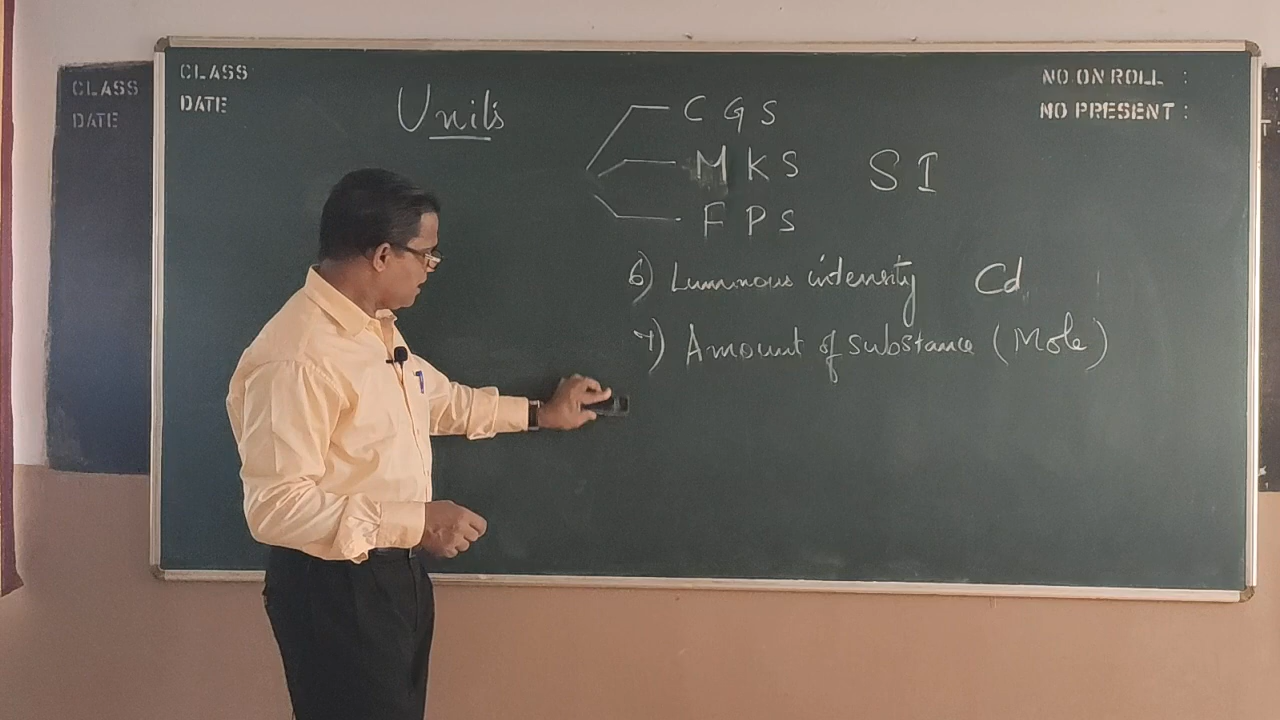 CLASS
DATE
CLASS
DATE
NO ON ROLL :
NO PRESENT :
Units
C G S
M K S
S I
F P S
6) Luminous intensity Cd
7) Amount of substance (Mole)